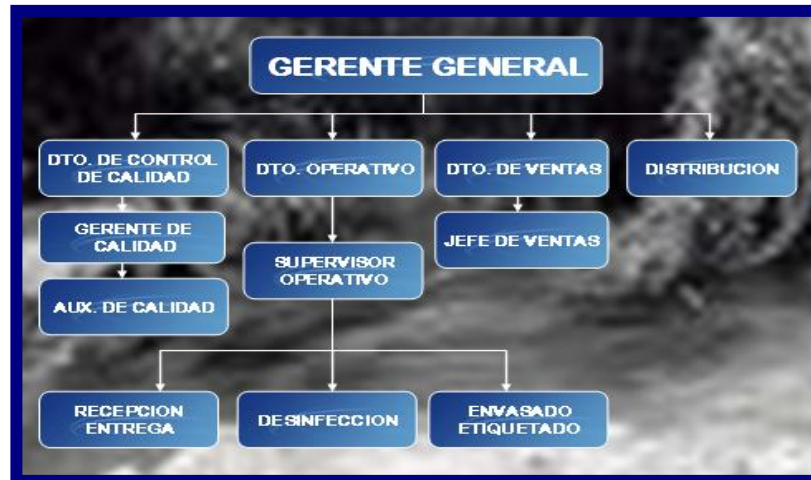 GERENTE GENERAL
DTO. DE CONTROL
DE CALIDAD
DTO. OPERATIVO
DTO. DE VENTAS
DISTRIBUCION
GERENTE DE
CALIDAD
JEFE DE VENTAS
SUPERVISOR
OPERATIVO
AUX. DE CALIDAD
RECEPCION
ENTREGA
DESINFECCION
ENVASADO
ETIQUETADO